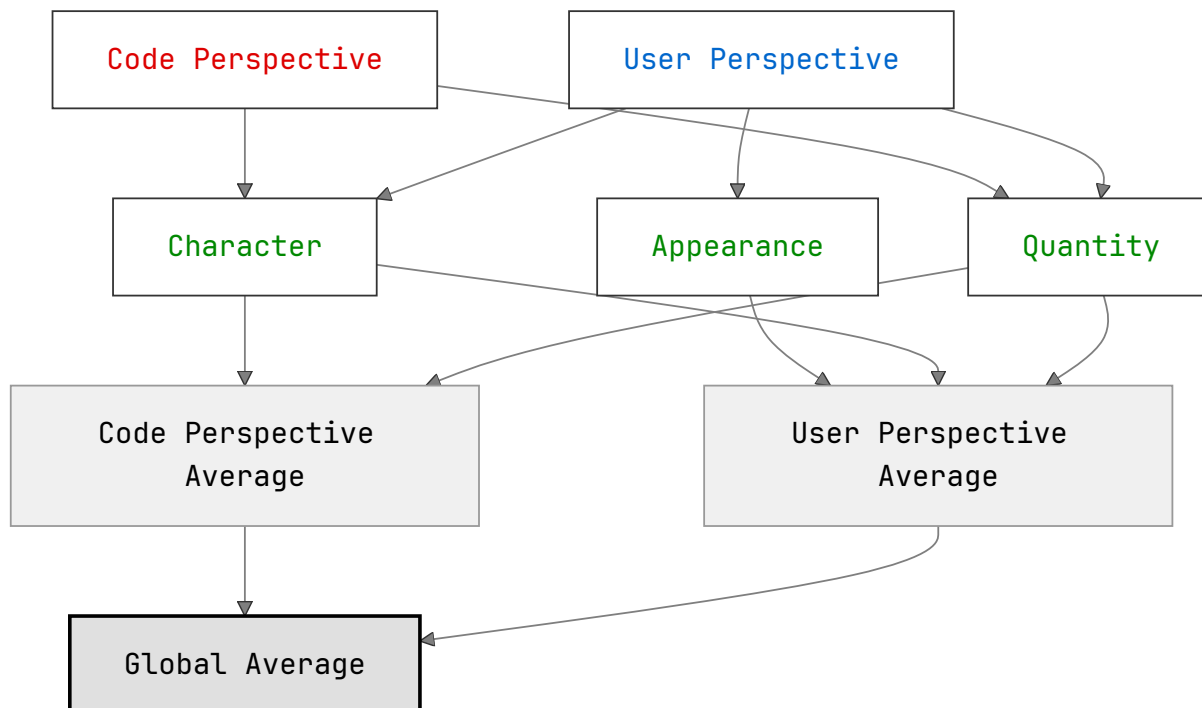 Code Perspective
User Perspective
Character
Appearance
Quantity
Code Perspective
Average
User Perspective
Average
Global Average